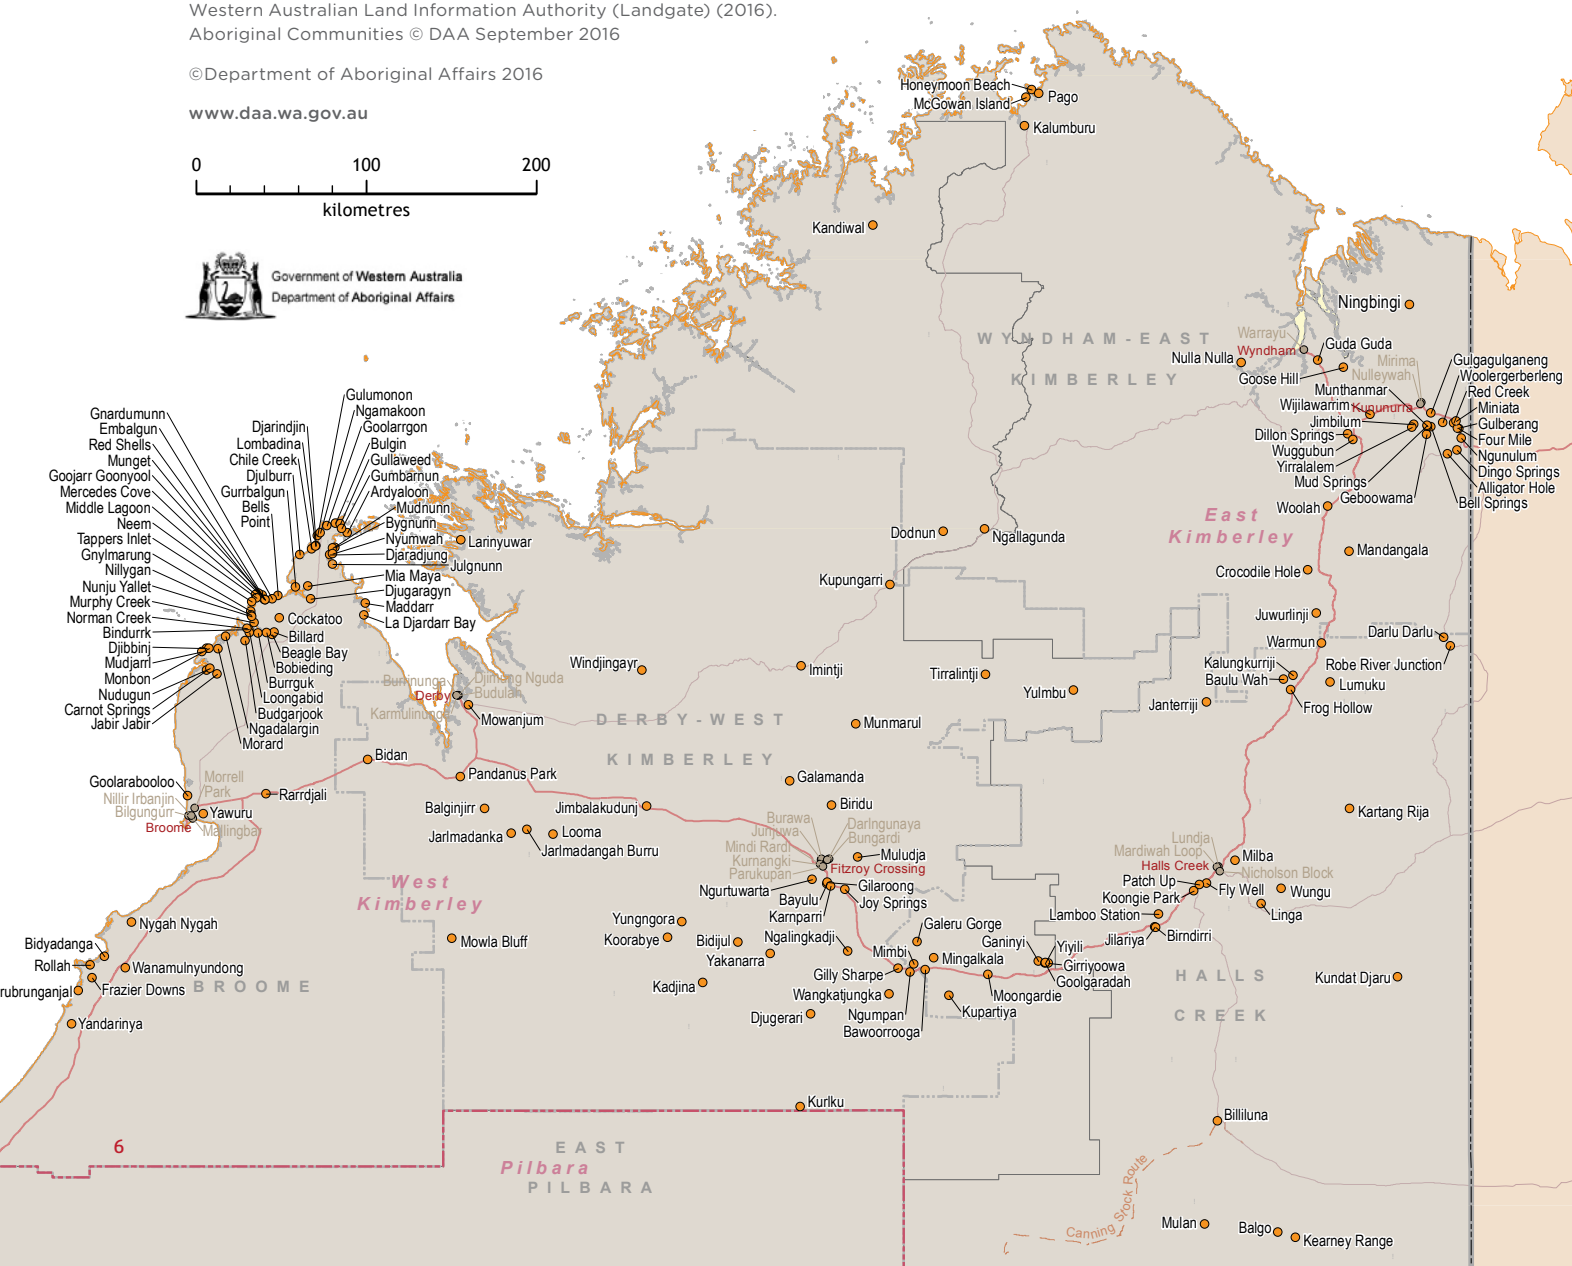 Western Australian Land Information Authority (Landgate) (2016).
Aboriginal Communities © DAA September 2016
©Department of Aboriginal Affairs 2016
www.daa.wa.gov.au
0 100 200
kilometres
Government of Western Australia
Department of Aboriginal Affairs
Honeymoon Beach
McGowan Island
Pago
Kalumburu
Kandiwal
WYNDHAM-EAST
KIMBERLEY
Ningbingi
Warrayu
Wyndham
Nulla Nulla
Guda Guda
Goose Hill
Mirima
Nulleywah
Munthanmar
Wijilawarrim
Kununurra
Jimbilum
Dillon Springs
Wuggubun
Yirralalem
Mud Springs
Geboowama
Gulgagulganeng
Woolergerberleng
Red Creek
Miniata
Gulberang
Four Mile
Ngunulum
Dingo Springs
Alligator Hole
Bell Springs
Woolah
East
Kimberley
Mandangala
Crocodile Hole
Juwurlinji
Warmun
Darlu Darlu
Robe River Junction
Kalungkurriji
Baulu Wah
Lumuku
Frog Hollow
Janterriji
Gnardumunn
Embalgun
Red Shells
Munget
Goojarr Goonyool
Mercedes Cove
Middle Lagoon
Neem
Tappers Inlet
Gnylmarung
Nillygan
Nunju Yallet
Murphy Creek
Norman Creek
Bindurrk
Djibbinj
Mudjarrl
Monbon
Nudugun
Carnot Springs
Jabir Jabir
Djarindjin
Lombadina
Chile Creek
Djulburr
Gurrbalgun
Bells
Point
Gulumonon
Ngamakoon
Goolarrgon
Bulgin
Gullaweed
Gumbarnun
Ardyaloon
Mudnunn
Bygnunn
Nyumwah
Djaradjung
Julgnunn
Larinyuwar
Mia Maya
Djugaragyn
Maddarr
La Djardarr Bay
Cockatoo
Billard
Beagle Bay
Bobieding
Burrguk
Loongabid
Budgarjook
Ngadalargin
Morard
Dodnun
Ngallagunda
Kupungarri
Windjingayr
Imintji
Tirralintji
Yulmbu
Munmarul
Burrinunga
Djimung Nguda
Budulah
Derby
Karmulinunga
Mowanjum
DERBY-WEST
KIMBERLEY
Bidan
Pandanus Park
Rarrdjali
Goolarabooloo
Morrell
Park
Nillir Irbanjin
Bilgungurr
Yawuru
Broome
Mallingbar
Galamanda
Biridu
Balginjirr
Jimbalakudunj
Jarlmadanka
Looma
Jarlmadangah Burru
Burawa
Junjuwa
Mindi Rardi
Kurnangki
Parukupan
Darlngunaya
Bungardi
Muludja
Fitzroy Crossing
Ngurtuwarta
Bayulu
Karnparri
Gilaroong
Joy Springs
Kartang Rija
Lundja
Mardiwah Loop
Halls Creek
Milba
Nicholson Block
Patch Up
Koongie Park
Fly Well
Wungu
Linga
Lamboo Station
Jilariya
Birndirri
West
Kimberley
Nygah Nygah
Bidyadanga
Rollah
Wanamulnyundong
rubrunganjal
Frazier Downs
Yandarinya
BROOME
Mowla Bluff
Yungngora
Koorabye
Bidijul
Yakanarra
Kadjina
Djugerari
Ngalingkadji
Galeru Gorge
Mimbi
Mingalkala
Gilly Sharpe
Wangkatjungka
Ngumpan
Bawoorrooga
Kupartiya
Moongardie
Ganinyi
Yiyili
Girriyoowa
Goolgaradah
HALLS
CREEK
Kundat Djaru
Kurlku
6
EAST
Pilbara
PILBARA
Billiluna
Canning Stock Route
Mulan
Balgo
Kearney Range